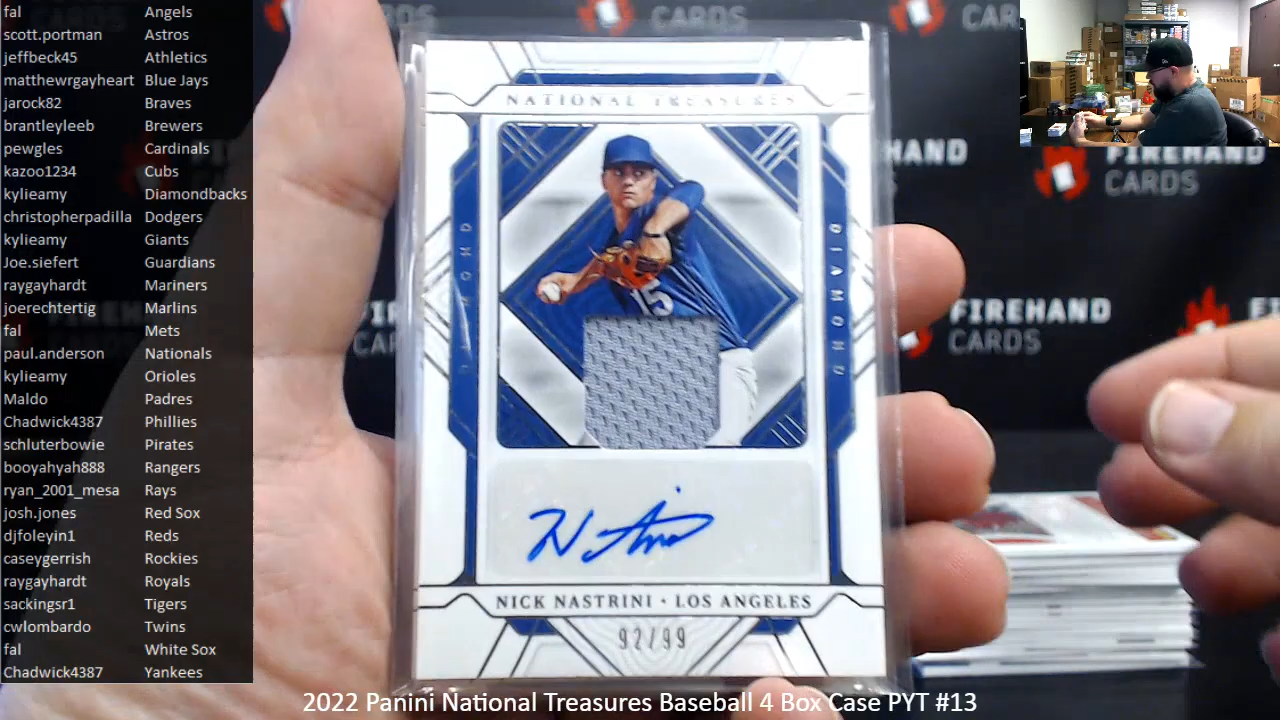 fal Angels
scott.portman Astros
jeffbeck45 Athletics
matthewrgayheart Blue Jays
jarock82 Braves
brantleyleeb Brewers
pewgles Cardinals
kazoo1234 Cubs
kylieamy Diamondbacks
christopherpadilla Dodgers
kylieamy Giants
Joe.siefert Guardians
raygayhardt Mariners
joerechtertig Marlins
fal Mets
paul.anderson Nationals
kylieamy Orioles
Maldo Padres
Chadwick4387 Phillies
schluterbowie Pirates
booyahyah888 Rangers
ryan_2001_mesa Rays
josh.jones Red Sox
djfoleyin1 Reds
caseygerrish Rockies
raygayhardt Royals
sackingsr1 Tigers
cwlombardo Twins
fal White Sox
Chadwick4387 Yankees
NATIONAL TREASURES
DIAMOND
15
NICK NASTRINI • LOS ANGELES
92/99
CARDS
HAND
FIREHAND
CARDS
FIREHAND
CARDS
2022 Panini National Treasures Baseball 4 Box Case PYT #13